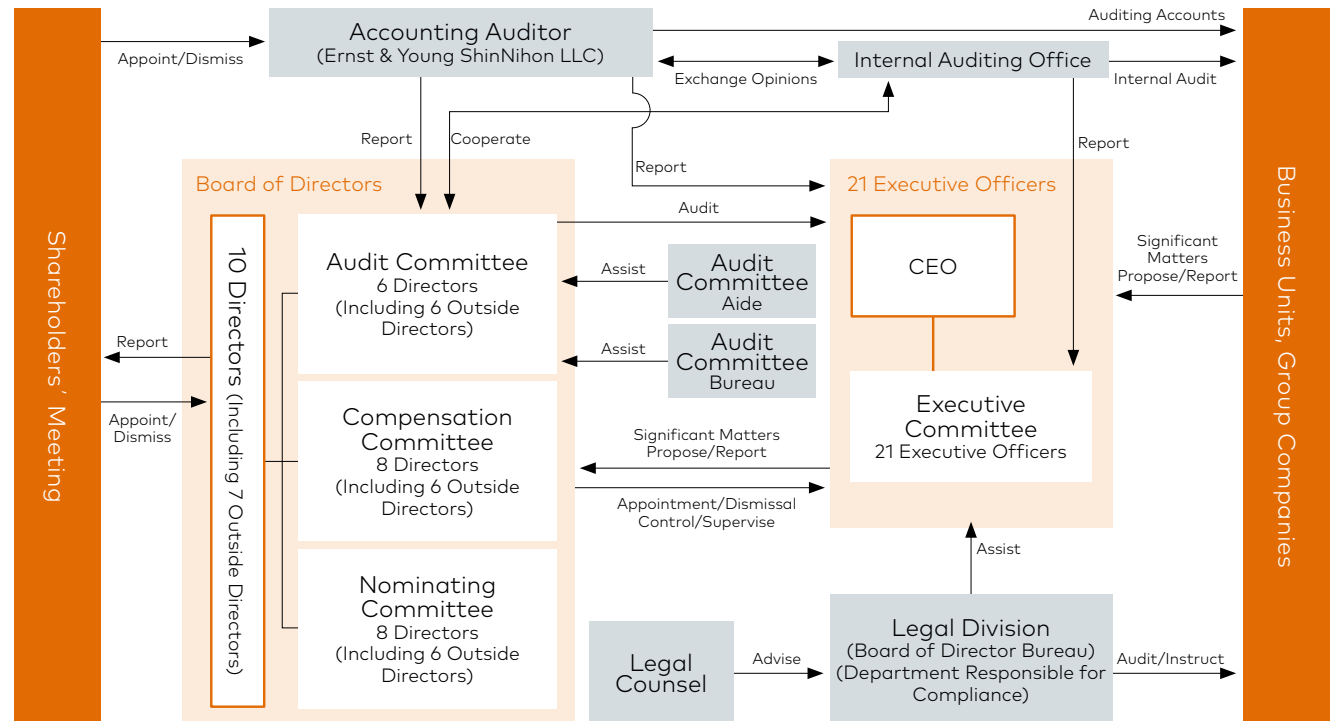 Shareholders' Meeting
Appoint/Dismiss
Accounting Auditor
(Ernst & Young ShinNihon LLC)
Auditing Accounts
Exchange Opinions
Internal Auditing Office
Internal Audit
Report
Cooperate
Report
Report
Board of Directors
10 Directors (Including 7 Outside Directors)
Report
Appoint/
Dismiss
Audit Committee
6 Directors
(Including 6 Outside
Directors)
Audit
Assist
Audit
Committee
Aide
Assist
Audit
Committee
Bureau
Compensation
Committee
8 Directors
(Including 6 Outside
Directors)
Significant Matters
Propose/Report
Appointment/Dismissal
Control/Supervise
Nominating
Committee
8 Directors
(Including 6 Outside
Directors)
21 Executive Officers
CEO
Executive
Committee
21 Executive Officers
Significant
Matters
Propose/Report
Assist
Legal
Counsel
Advise
Legal Division
(Board of Director Bureau)
(Department Responsible for
Compliance)
Audit/Instruct
Business Units, Group Companies